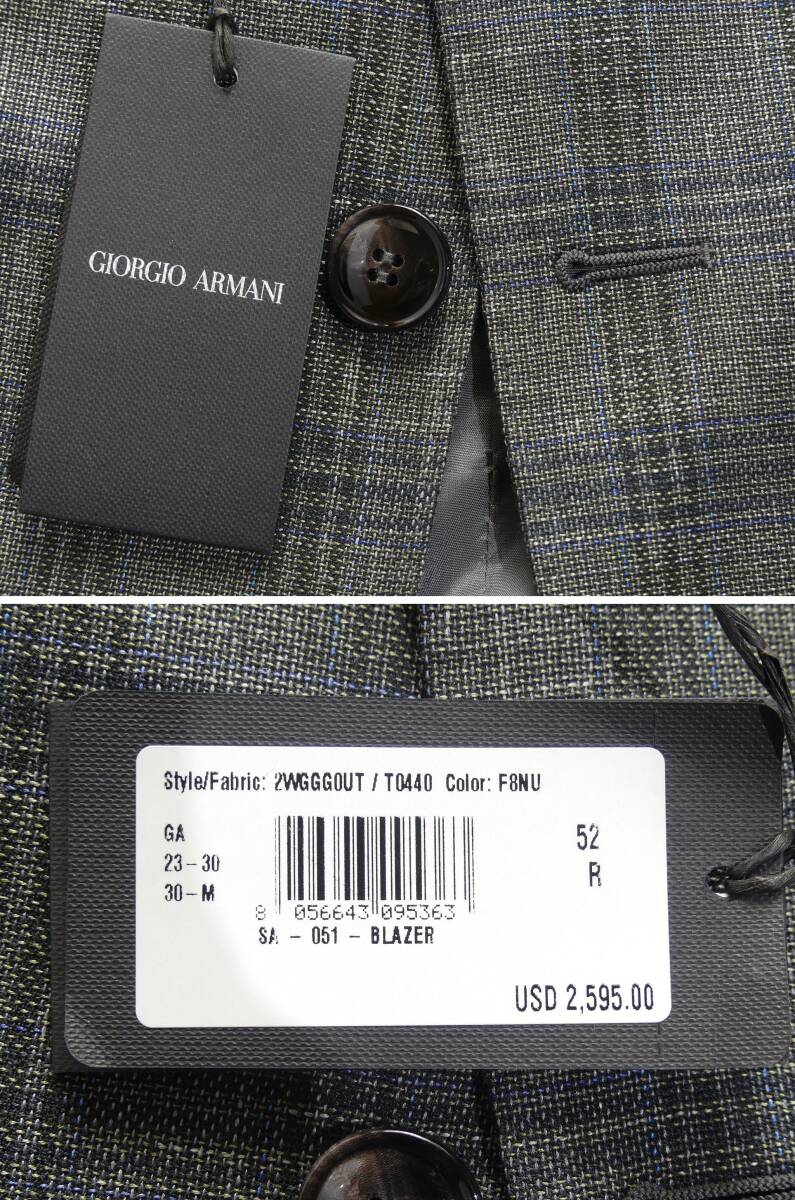 GIORGIO ARMANI
Style/Fabric: 2WGGG0UT / T0440 Color: F8NU
GA
23-30
30-M
52
R
8 056643 095363
SA - 051 - BLAZER
USD 2,595.00